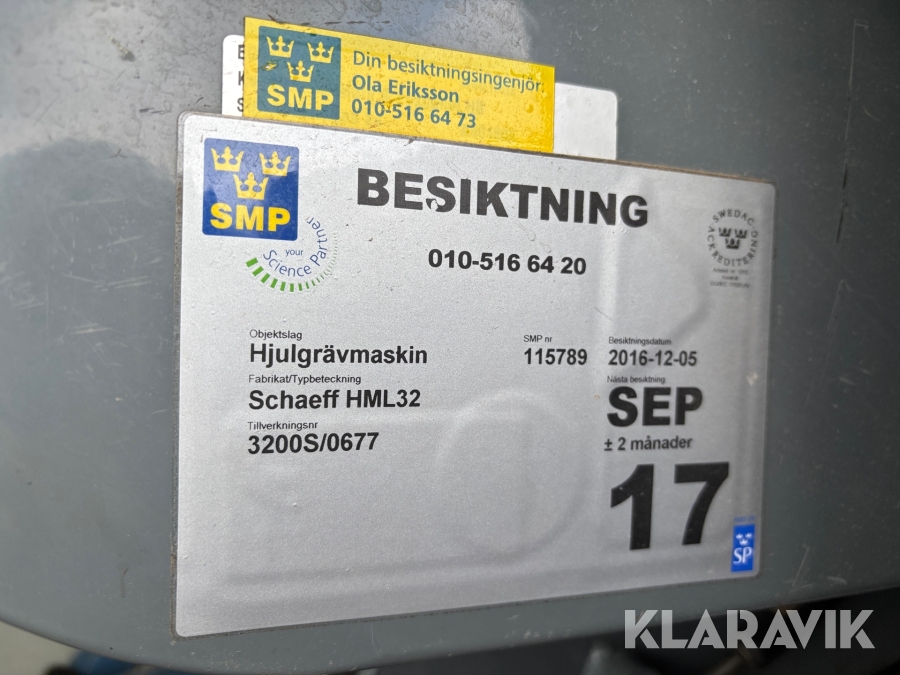 SMP
Din besiktningsingenjör:
Ola Eriksson
010-516 64 73
SMP
your
Science Partner
BESIKTNING
010-516 64 20
SWEDAC
ACKREDITERING
Objektslag
Hjulgrävmaskin
SMP nr
115789
Besiktningsdatum
2016-12-05
Fabrikat/Typbeteckning
Schaeff HML32
Nästa besiktning
SEP
± 2 månader
17
Tillverkningsnr
3200S/0677
SP
KLARAVIK